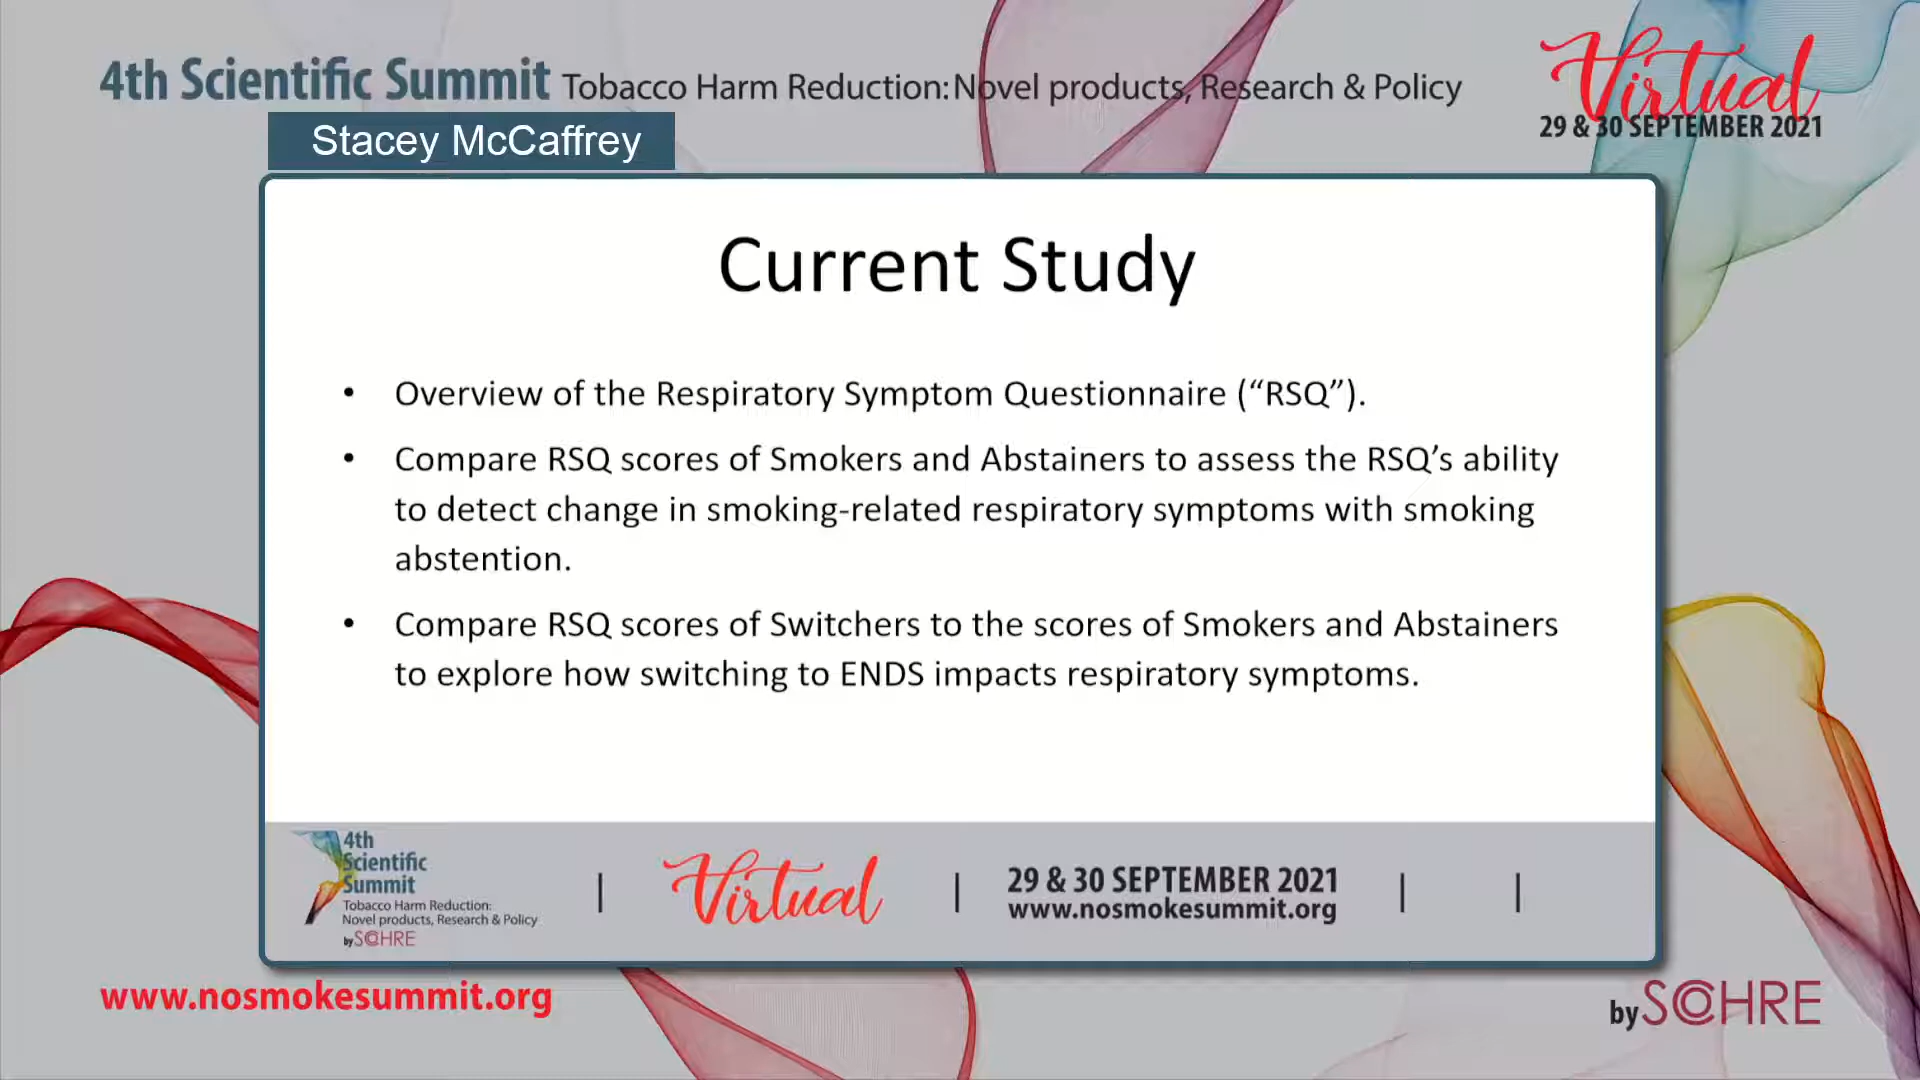 4th Scientific Summit Tobacco Harm Reduction: Novel products, Research & Policy
Virtual
29 & 30 SEPTEMBER 2021
Stacey McCaffrey
Current Study
• Overview of the Respiratory Symptom Questionnaire (“RSQ”).
• Compare RSQ scores of Smokers and Abstainers to assess the RSQ’s ability
to detect change in smoking-related respiratory symptoms with smoking
abstention.
• Compare RSQ scores of Switchers to the scores of Smokers and Abstainers
to explore how switching to ENDS impacts respiratory symptoms.
4th
Scientific
Summit
Tobacco Harm Reduction:
Novel products, Research & Policy
by SCOHRE
Virtual
29 & 30 SEPTEMBER 2021
www.nosmokesummit.org
www.nosmokesummit.org
by SCOHRE